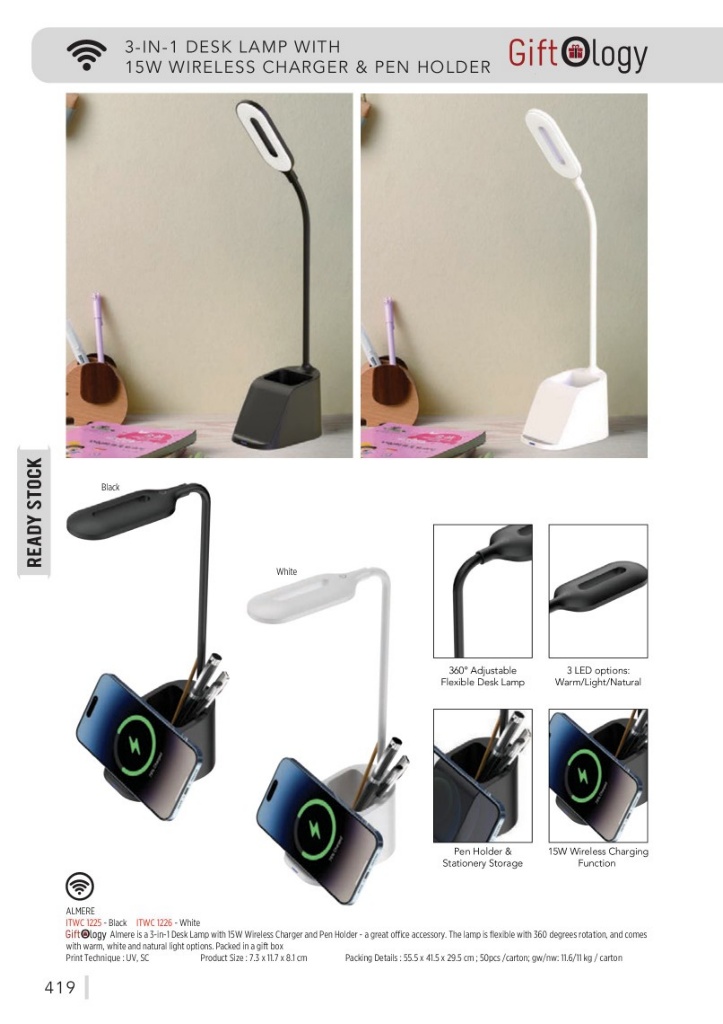 3-IN-1 DESK LAMP WITH
15W WIRELESS CHARGER & PEN HOLDER
GiftOlogy
READY STOCK
Black
White
360° Adjustable
Flexible Desk Lamp
3 LED options:
Warm/Light/Natural
Pen Holder &
Stationery Storage
15W Wireless Charging
Function
ALMERE
ITWC 1225 - Black ITWC 1226 - White
GiftOlogy Almere is a 3-in-1 Desk Lamp with 15W Wireless Charger and Pen Holder - a great office accessory. The lamp is flexible with 360 degrees rotation, and comes
with warm, white and natural light options. Packed in a gift box
Print Technique : UV, SC Product Size : 7.3 x 11.7 x 8.1 cm Packing Details : 55.5 x 41.5 x 29.5 cm ; 50pcs /carton; gw/nw: 11.6/11 kg / carton
419